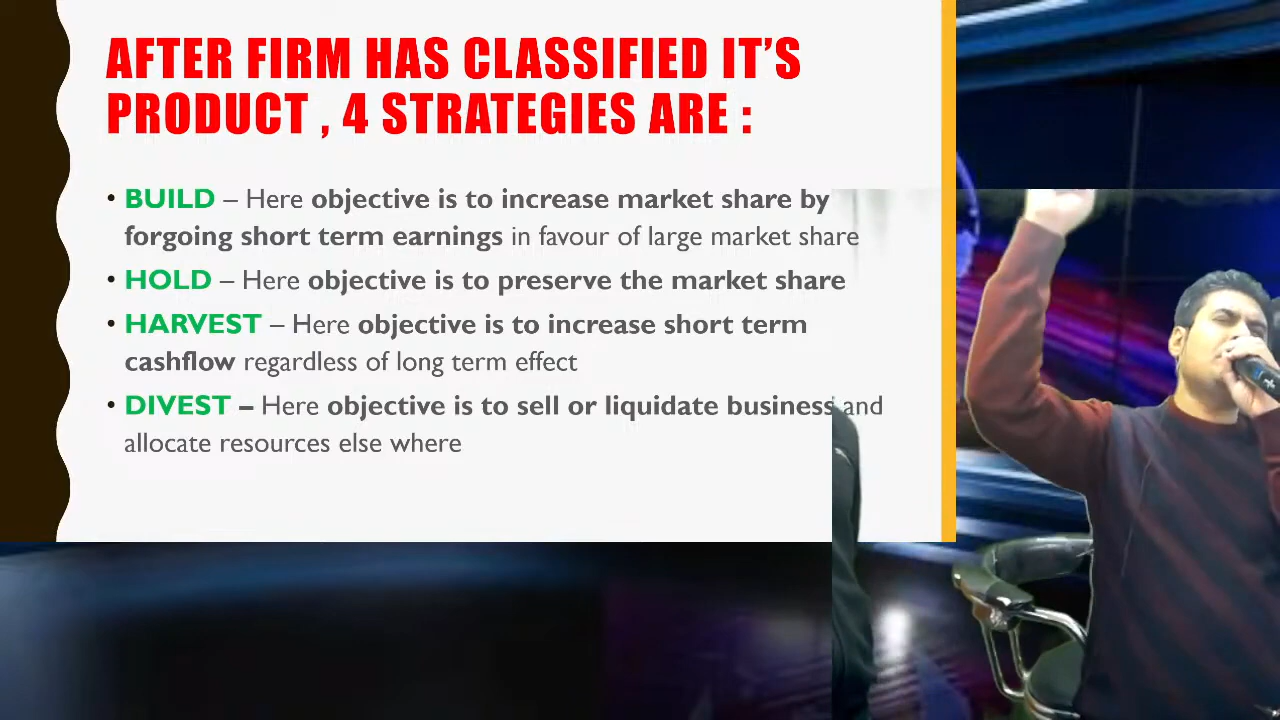 AFTER FIRM HAS CLASSIFIED IT'S
PRODUCT , 4 STRATEGIES ARE :
• BUILD – Here objective is to increase market share by
forgoing short term earnings in favour of large market share
• HOLD – Here objective is to preserve the market share
• HARVEST – Here objective is to increase short term
cashflow regardless of long term effect
• DIVEST – Here objective is to sell or liquidate business and
allocate resources else where